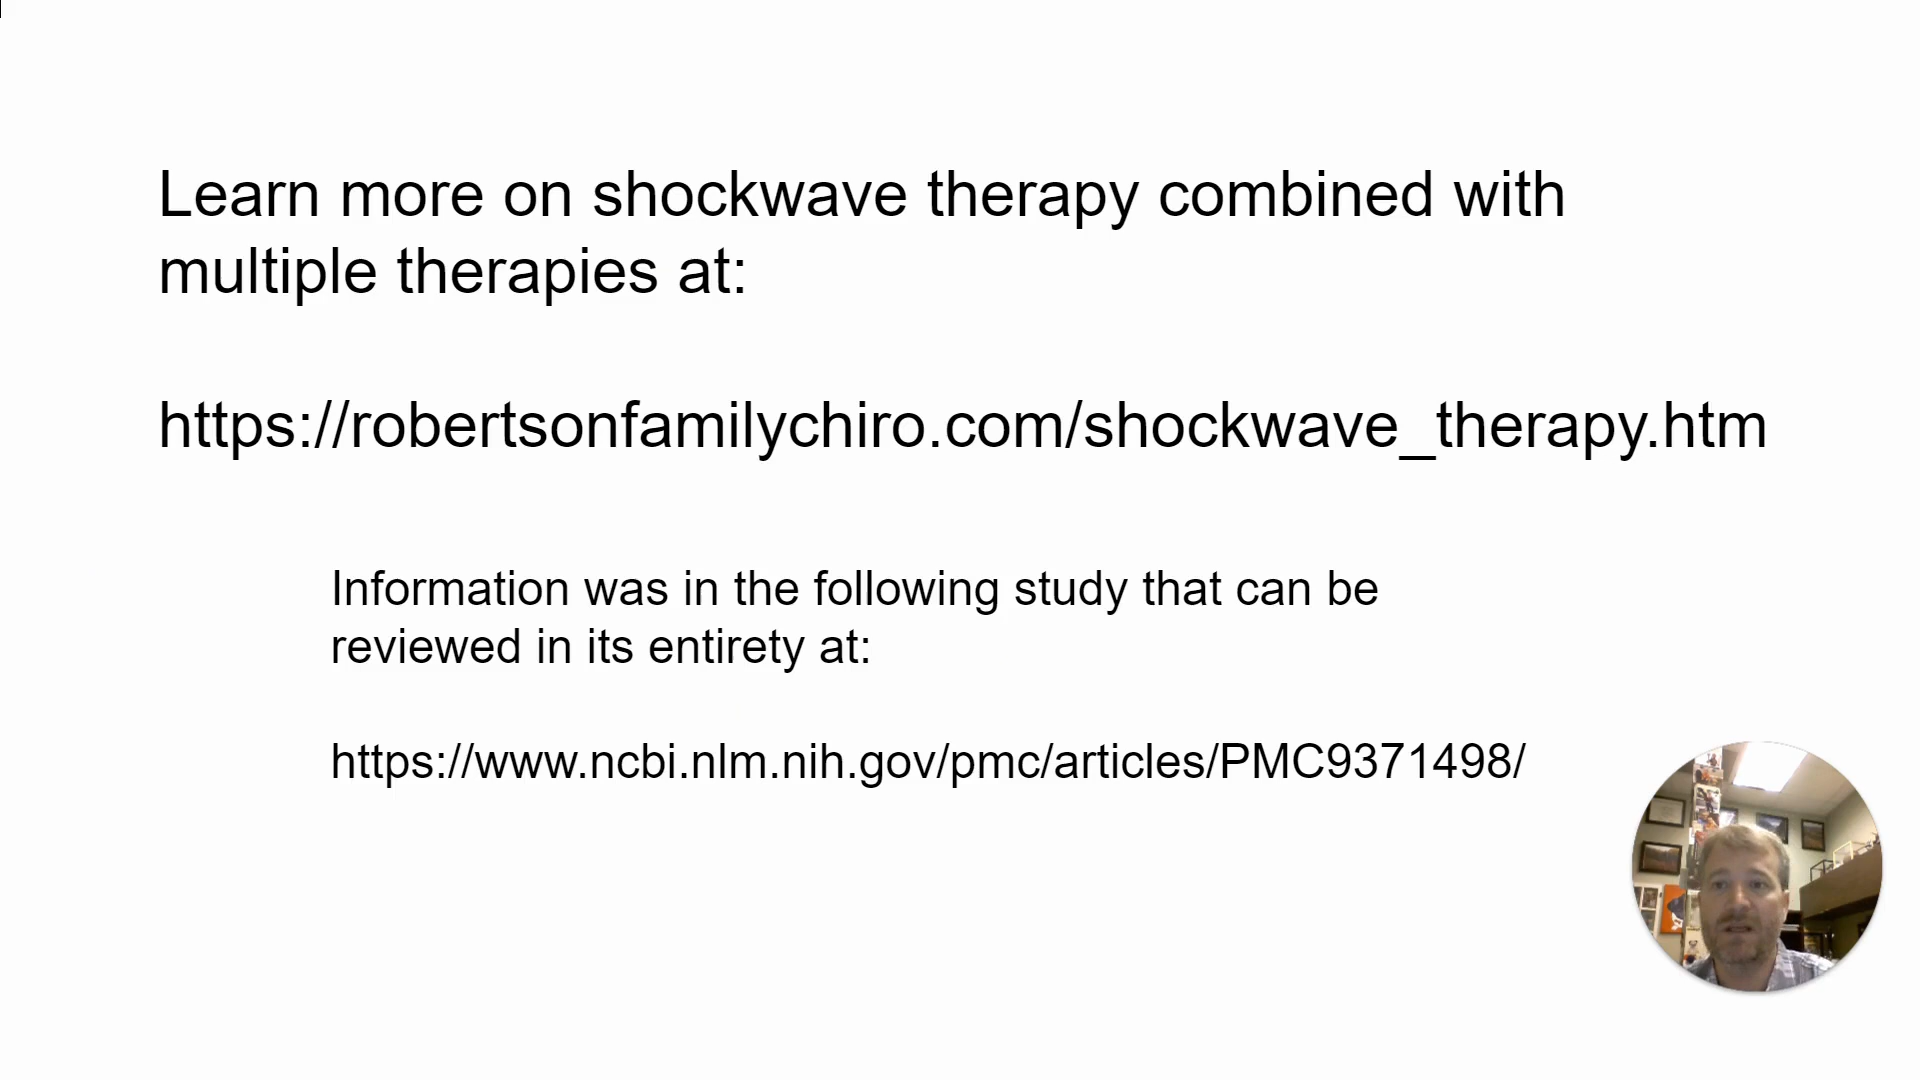 Learn more on shockwave therapy combined with
multiple therapies at:
https://robertsonfamilychiro.com/shockwave_therapy.htm
Information was in the following study that can be
reviewed in its entirety at:
https://www.ncbi.nlm.nih.gov/pmc/articles/PMC9371498/